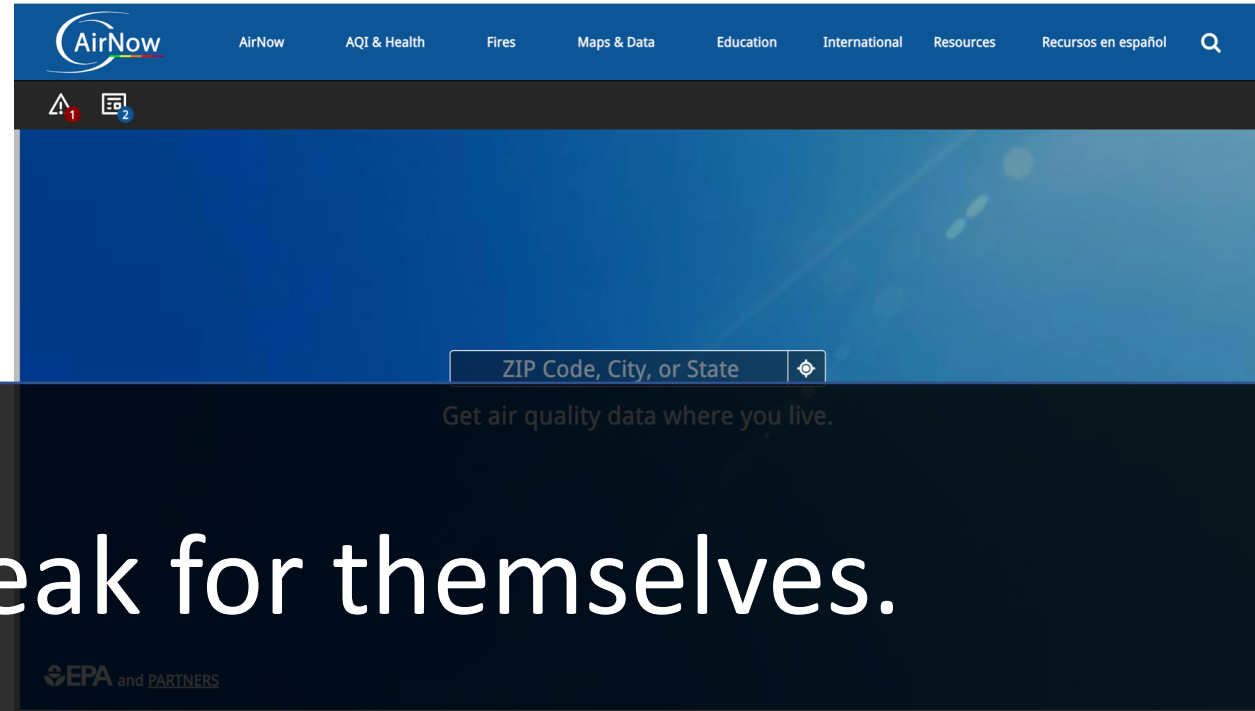 AirNow AirNow AQI & Health Fires Maps & Data Education International Resources Recursos en español
1 2
ZIP Code, City, or State
Get air quality data where you live.
eak for themselves.
EPA and PARTNERS